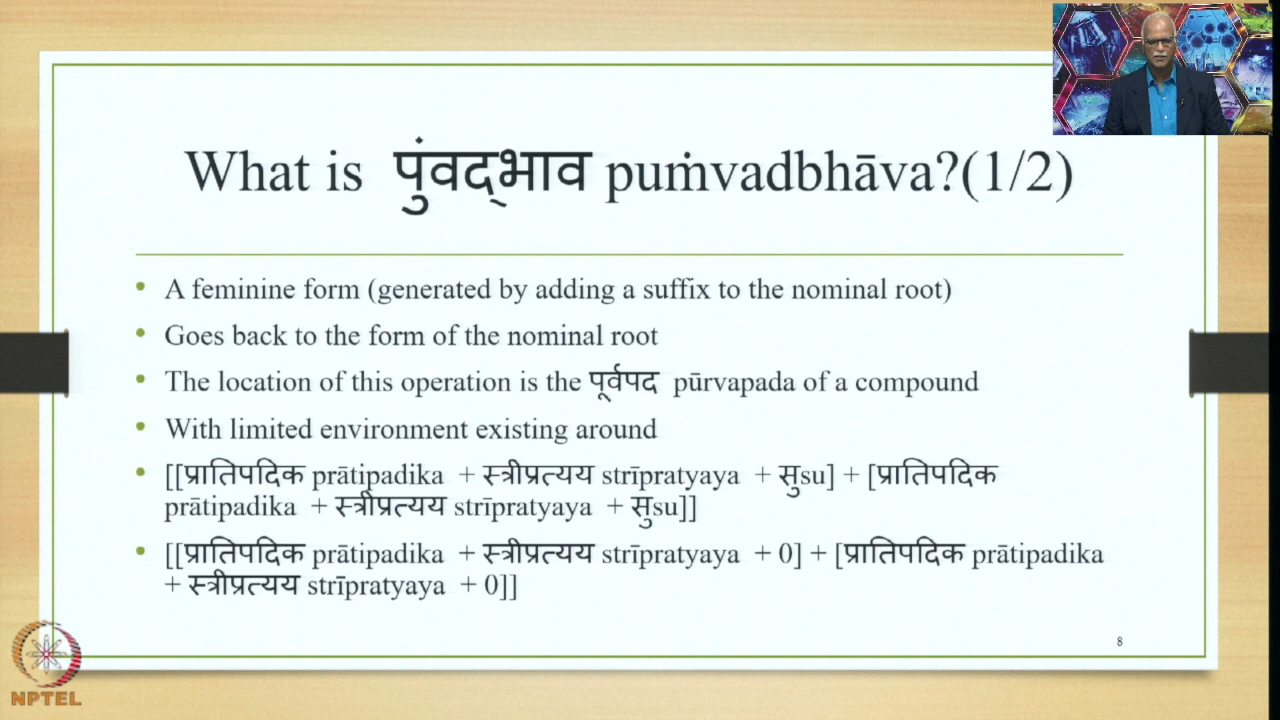 What is पुंवद्भाव puṁvadbhāva?(1/2)
• A feminine form (generated by adding a suffix to the nominal root)
• Goes back to the form of the nominal root
• The location of this operation is the पूर्वपद pūrvapada of a compound
• With limited environment existing around
• [[प्रातिपदिक prātipadika + स्त्रीप्रत्यय strīpratyaya + सुsu] + [प्रातिपदिक
prātipadika + स्त्रीप्रत्यय strīpratyaya + सुsu]]
• [[प्रातिपदिक prātipadika + स्त्रीप्रत्यय strīpratyaya + 0] + [प्रातिपदिक prātipadika
+ स्त्रीप्रत्यय strīpratyaya + 0]]
8
NPTEL